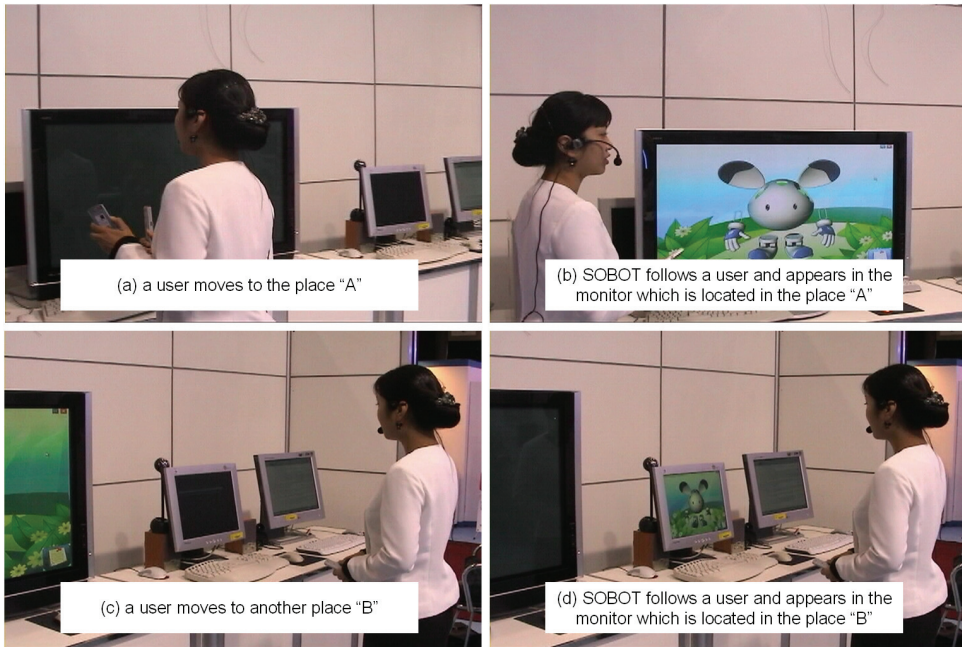 (a) a user moves to the place “A”
(b) SOBOT follows a user and appears in the
monitor which is located in the place “A”
(c) a user moves to another place “B”
(d) SOBOT follows a user and appears in the
monitor which is located in the place “B”